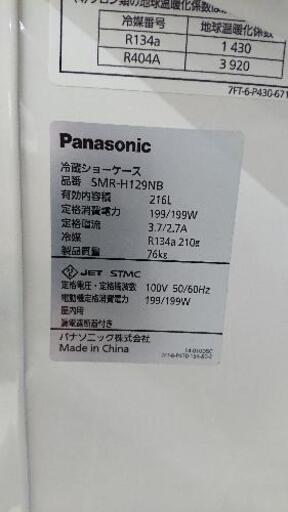 冷媒 地球温暖化係数
R134a 1 430
R404A 3 920
7FT-6-P430-671
Panasonic
冷蔵ショーケース
品番 SMR-H129NB
有効内容積 216L
定格消費電力 199/199W
定格電流 3.7/2.7A
冷媒 R134a 210g
製品質量 76kg
JET STMC
定格電圧・定格周波数 100V 50/60Hz
電動機定格消費電力 199/199W
屋内用
漏電遮断器付き
パナソニック株式会社
Made in China